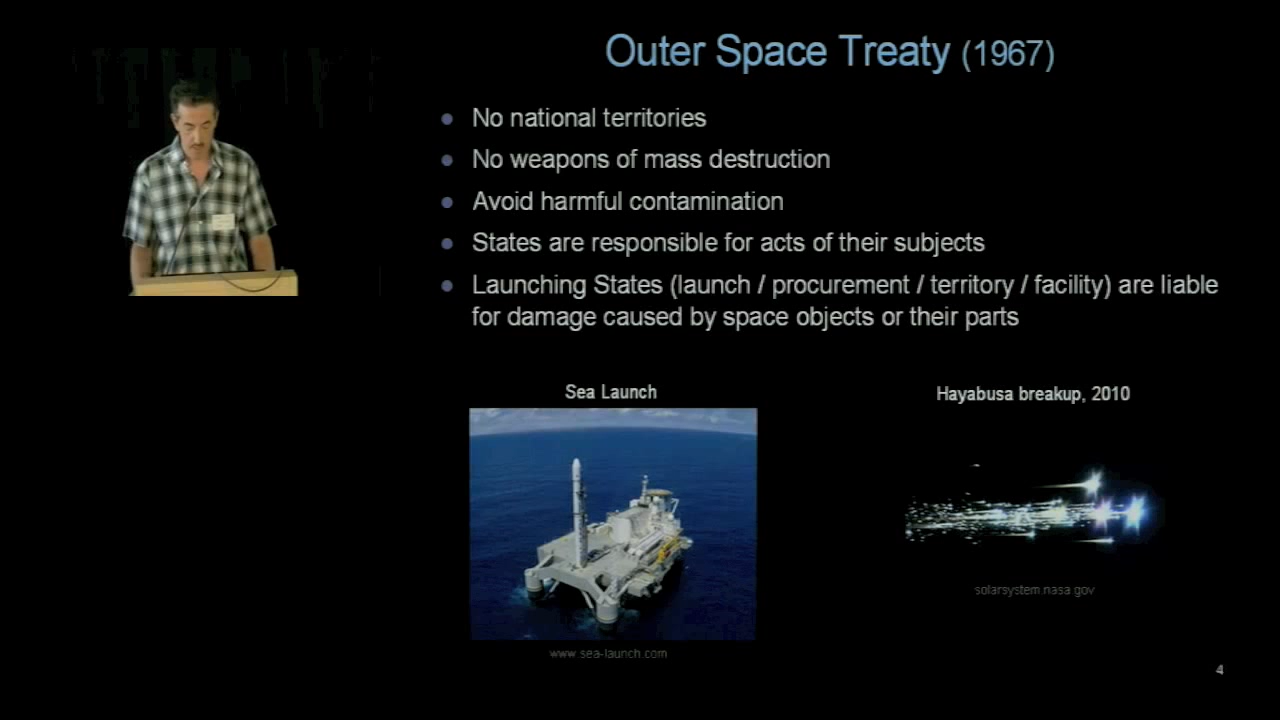 Outer Space Treaty (1967)
No national territories
No weapons of mass destruction
Avoid harmful contamination
States are responsible for acts of their subjects
Launching States (launch / procurement / territory / facility) are liable
for damage caused by space objects or their parts
Sea Launch
Hayabusa breakup, 2010
solarsystem.nasa.gov
www.sea-launch.com
4